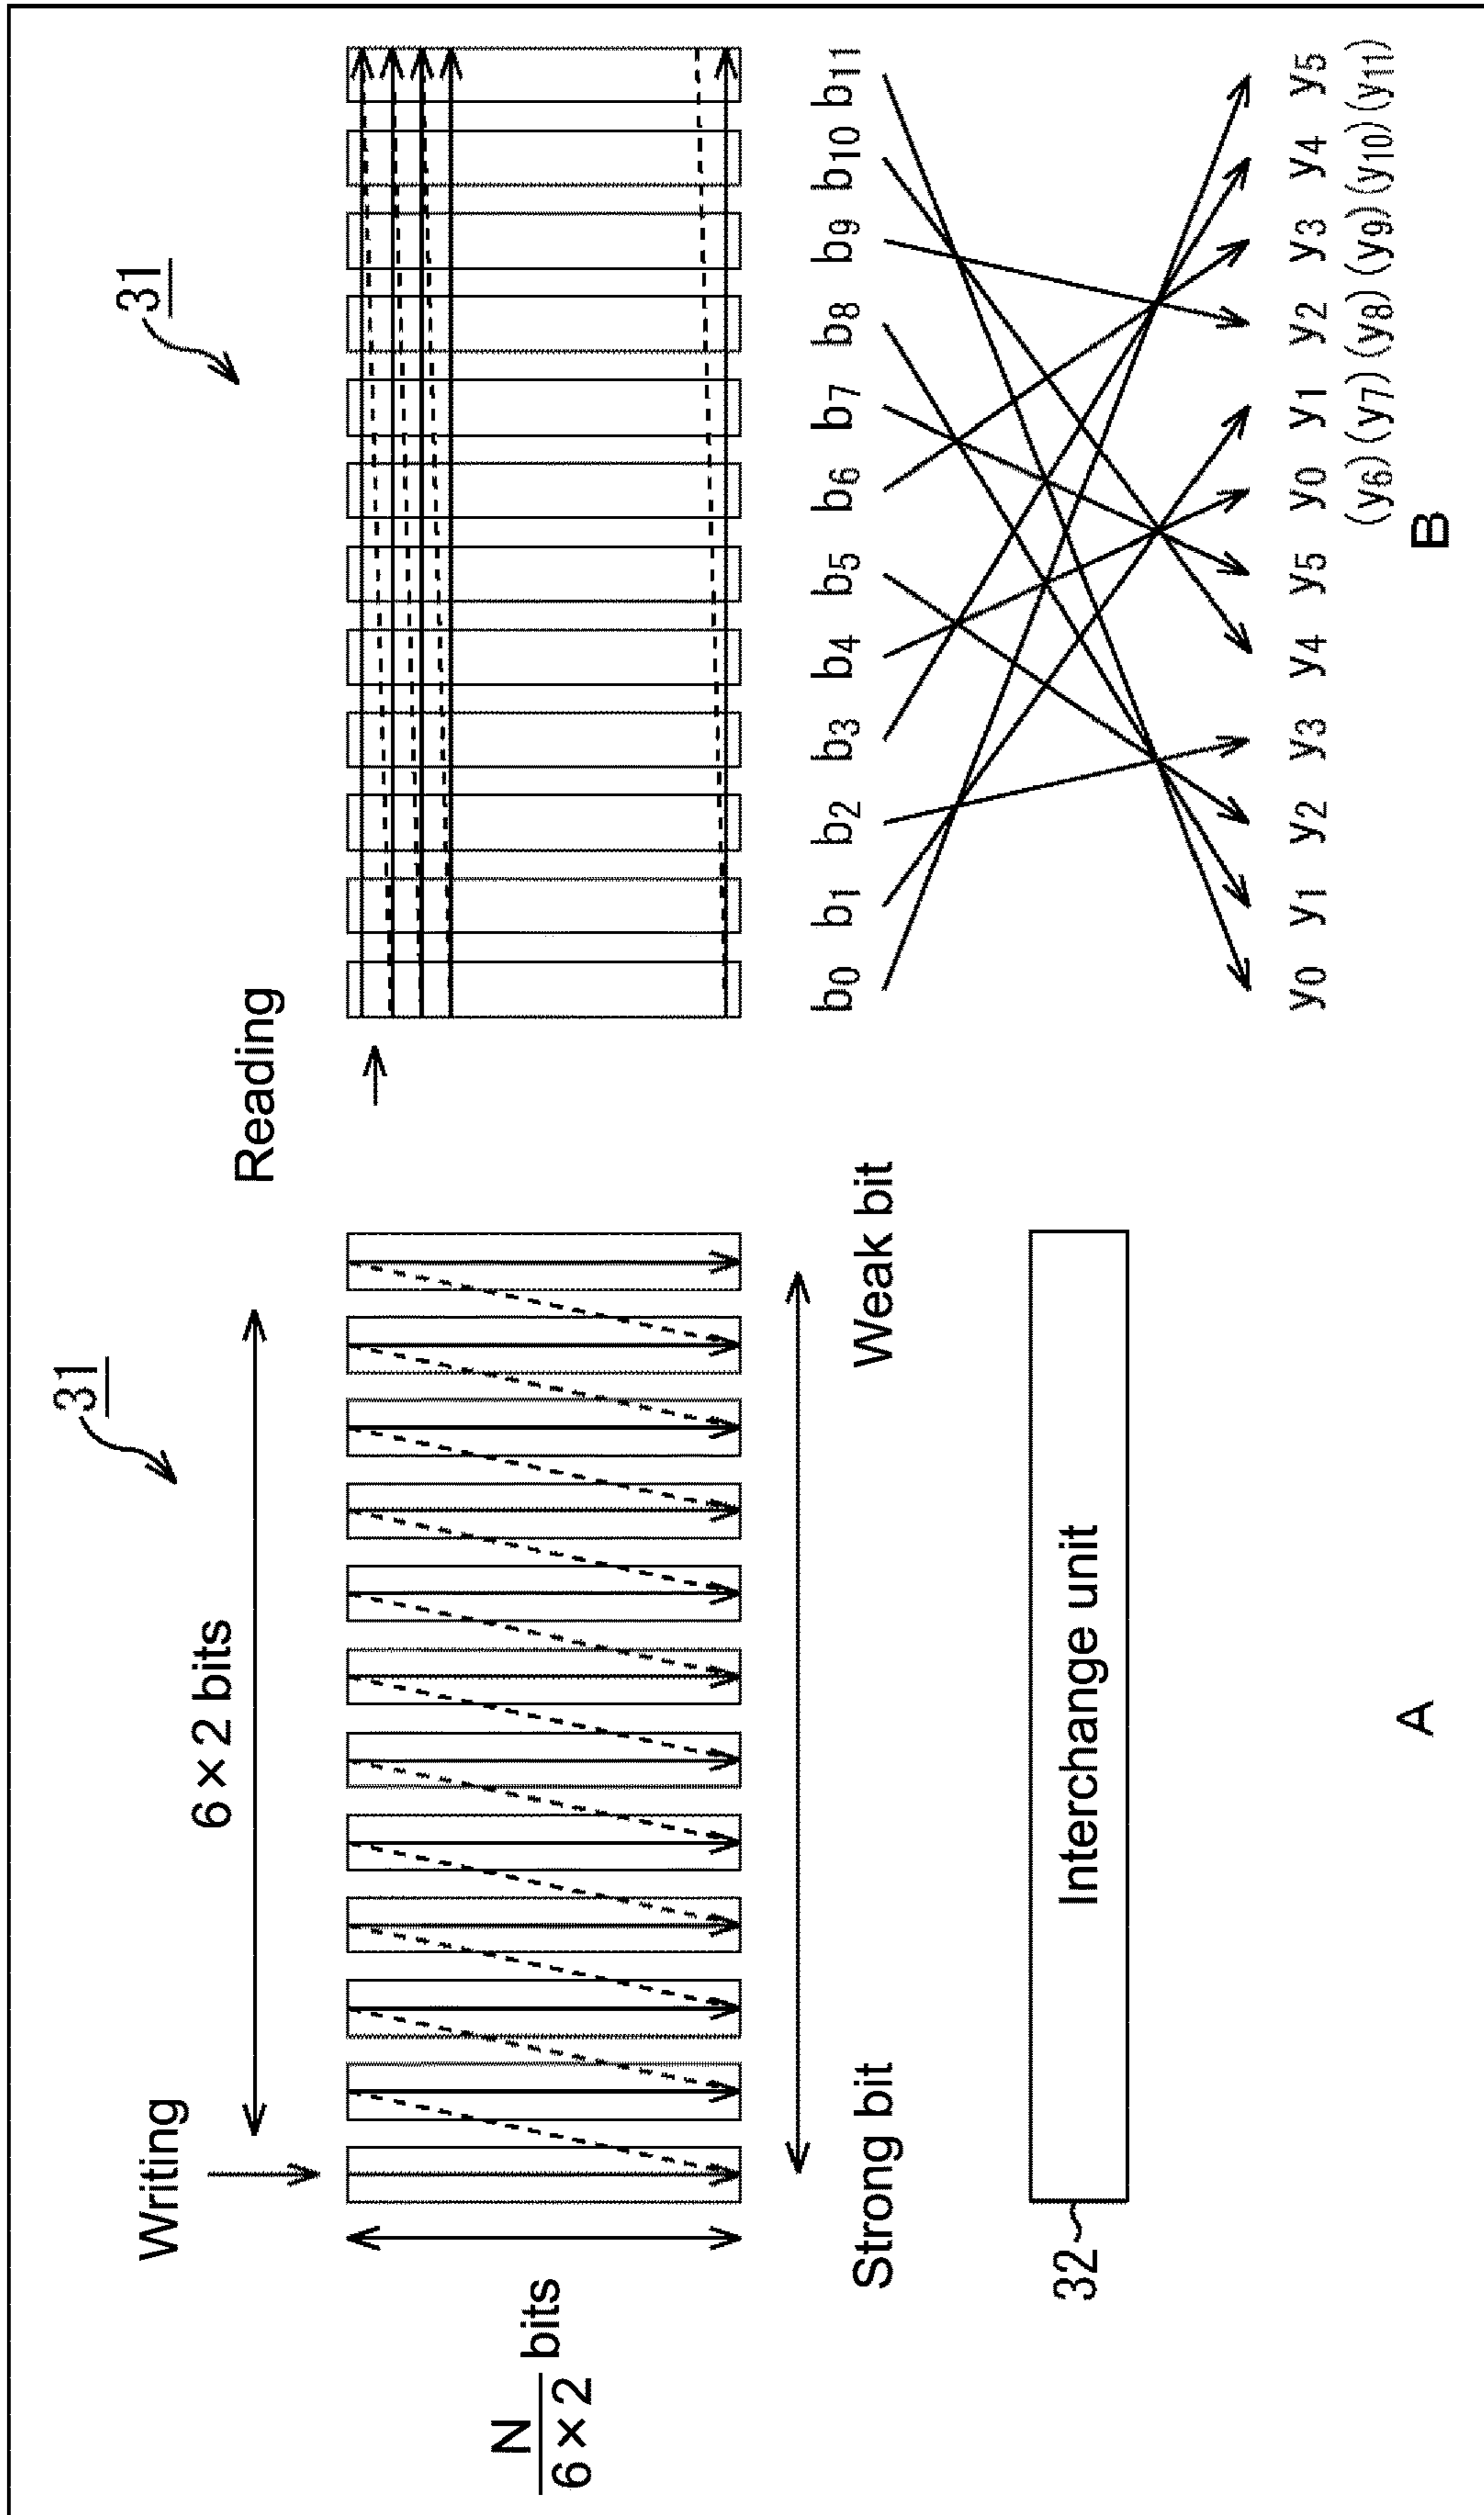 Writing
31
6 × 2 bits
N
6 × 2
bits
Strong bit
Weak bit
32
Interchange unit
A
31
Reading
b0 b1 b2 b3 b4 b5 b6 b7 b8 b9 b10 b11
y0 y1 y2 y3 y4 y5 y0 y1 y2 y3 y4 y5
(y6) (y7) (y8) (y9) (y10) (y11)
B